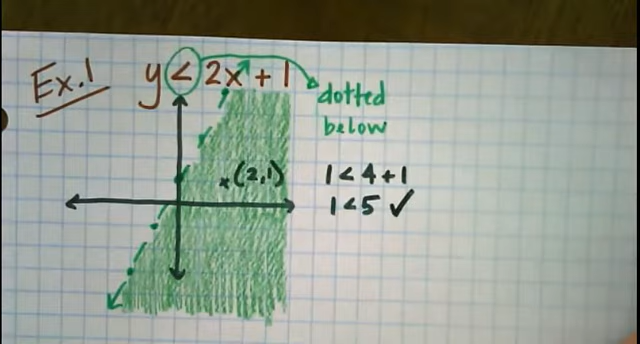 Ex.1 y < 2x + 1
dotted
below
(2,1)
1 < 4 + 1
1 < 5 ✓